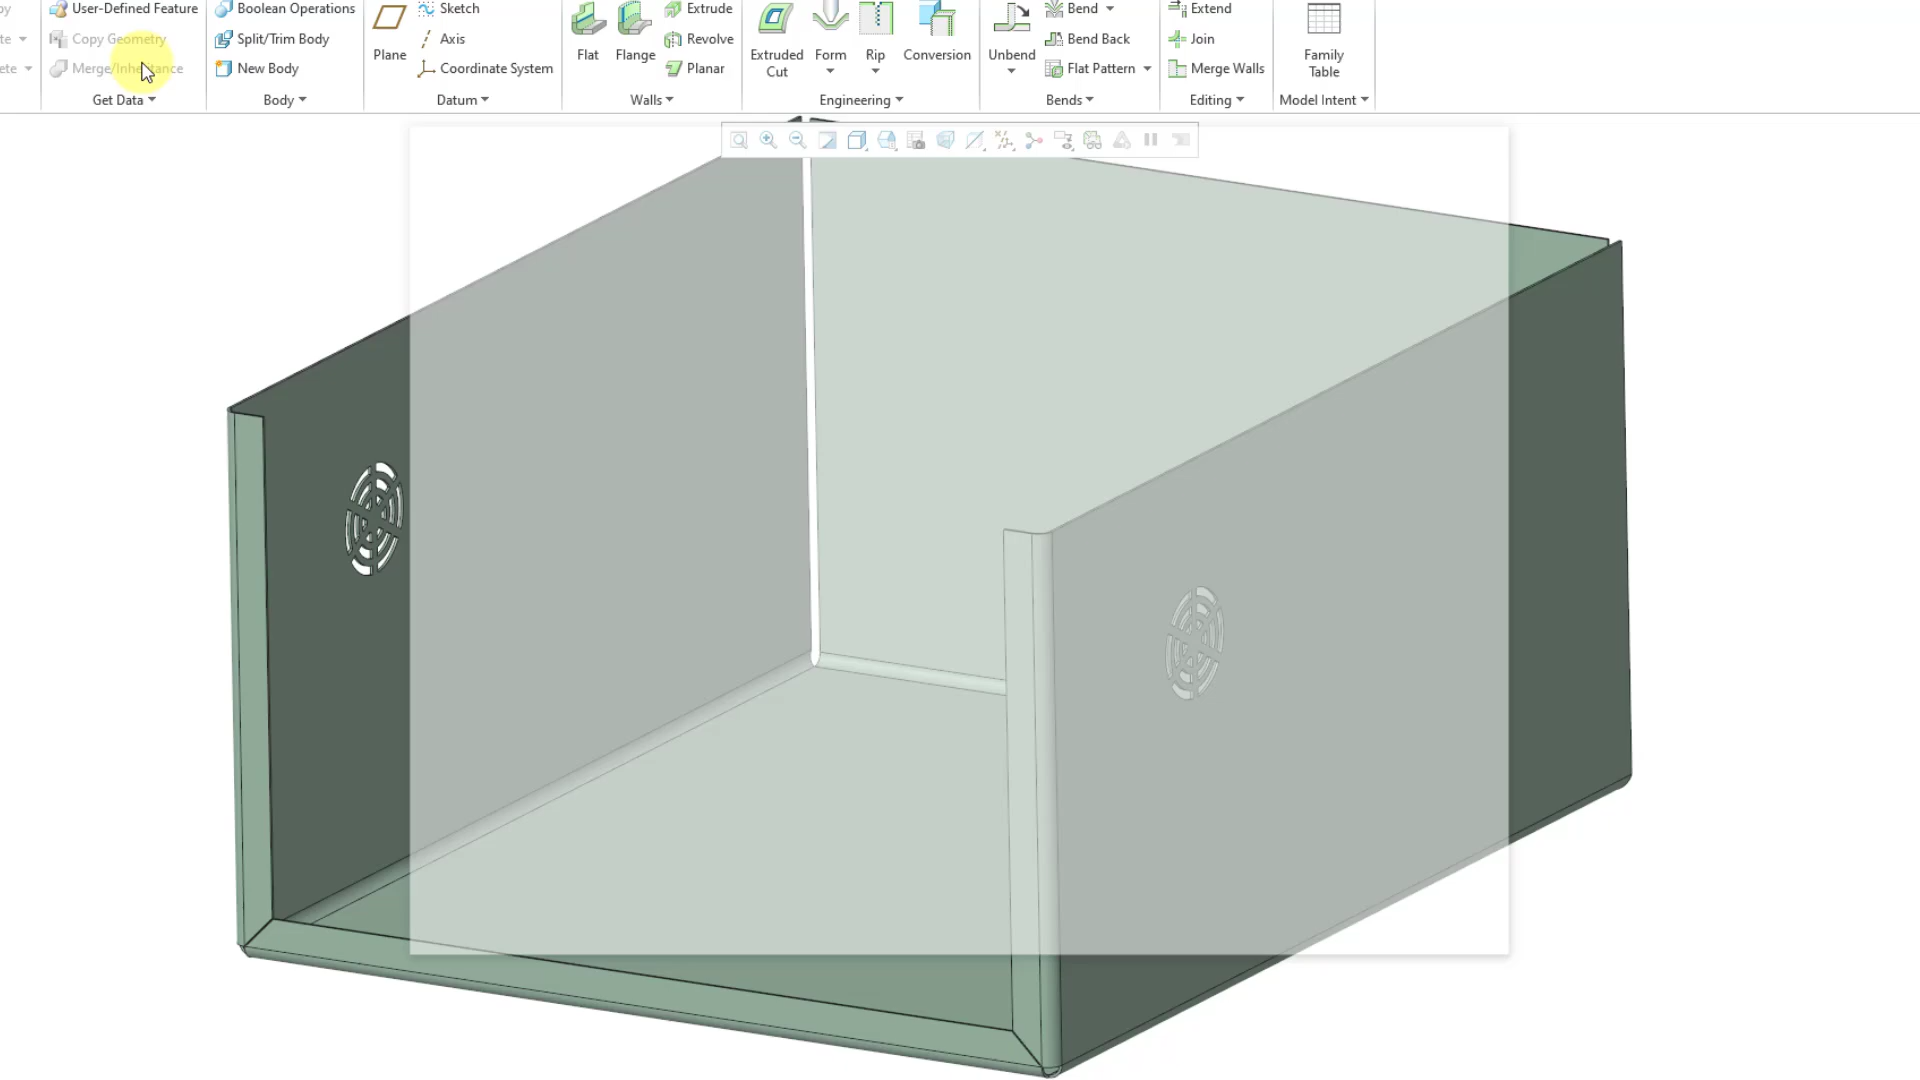 User-Defined Feature
Copy Geometry
Merge/Inheritance
Get Data
Boolean Operations
Split/Trim Body
New Body
Body
Plane
Sketch
Axis
Coordinate System
Datum
Flat
Flange
Extrude
Revolve
Planar
Walls
Extruded
Cut
Form
Rip
Conversion
Engineering
Unbend
Bend
Bend Back
Flat Pattern
Bends
Extend
Join
Merge Walls
Editing
Family
Table
Model Intent